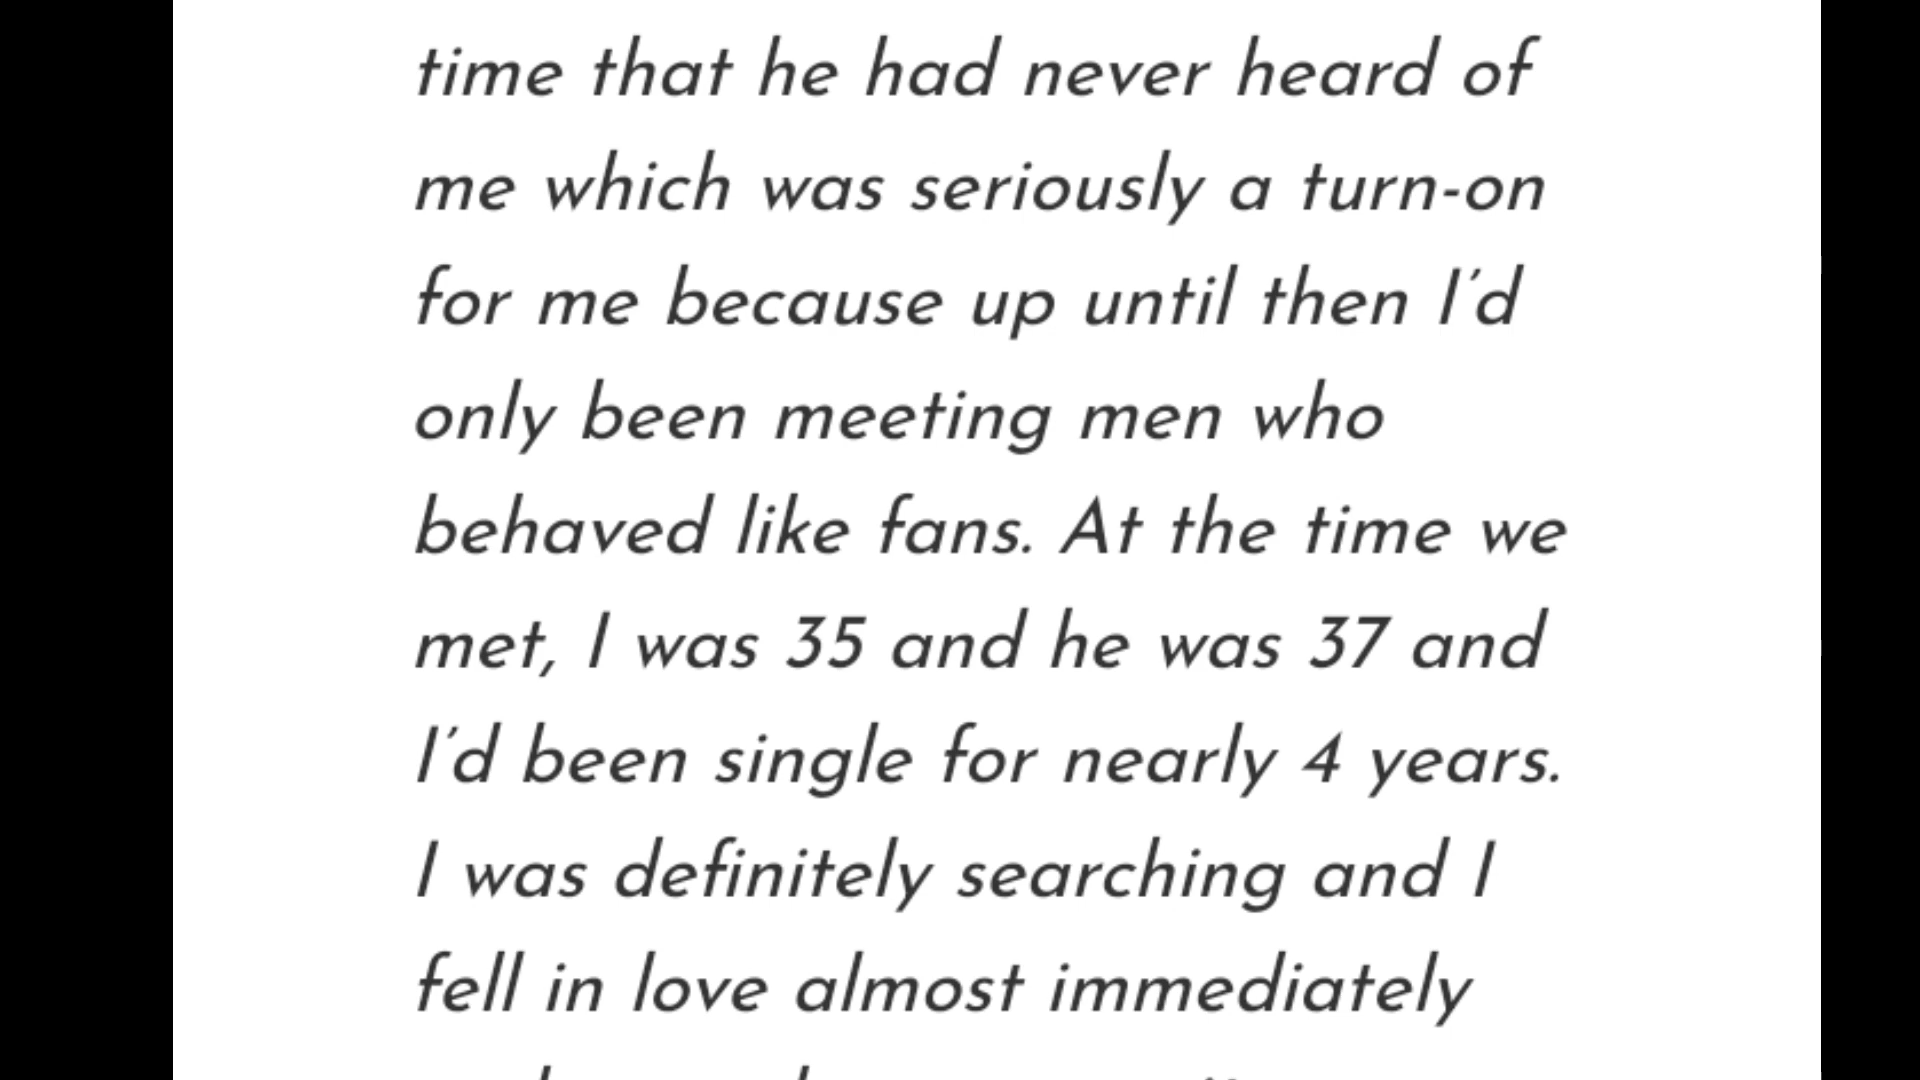 time that he had never heard of
me which was seriously a turn-on
for me because up until then I’d
only been meeting men who
behaved like fans. At the time we
met, I was 35 and he was 37 and
I’d been single for nearly 4 years.
I was definitely searching and I
fell in love almost immediately